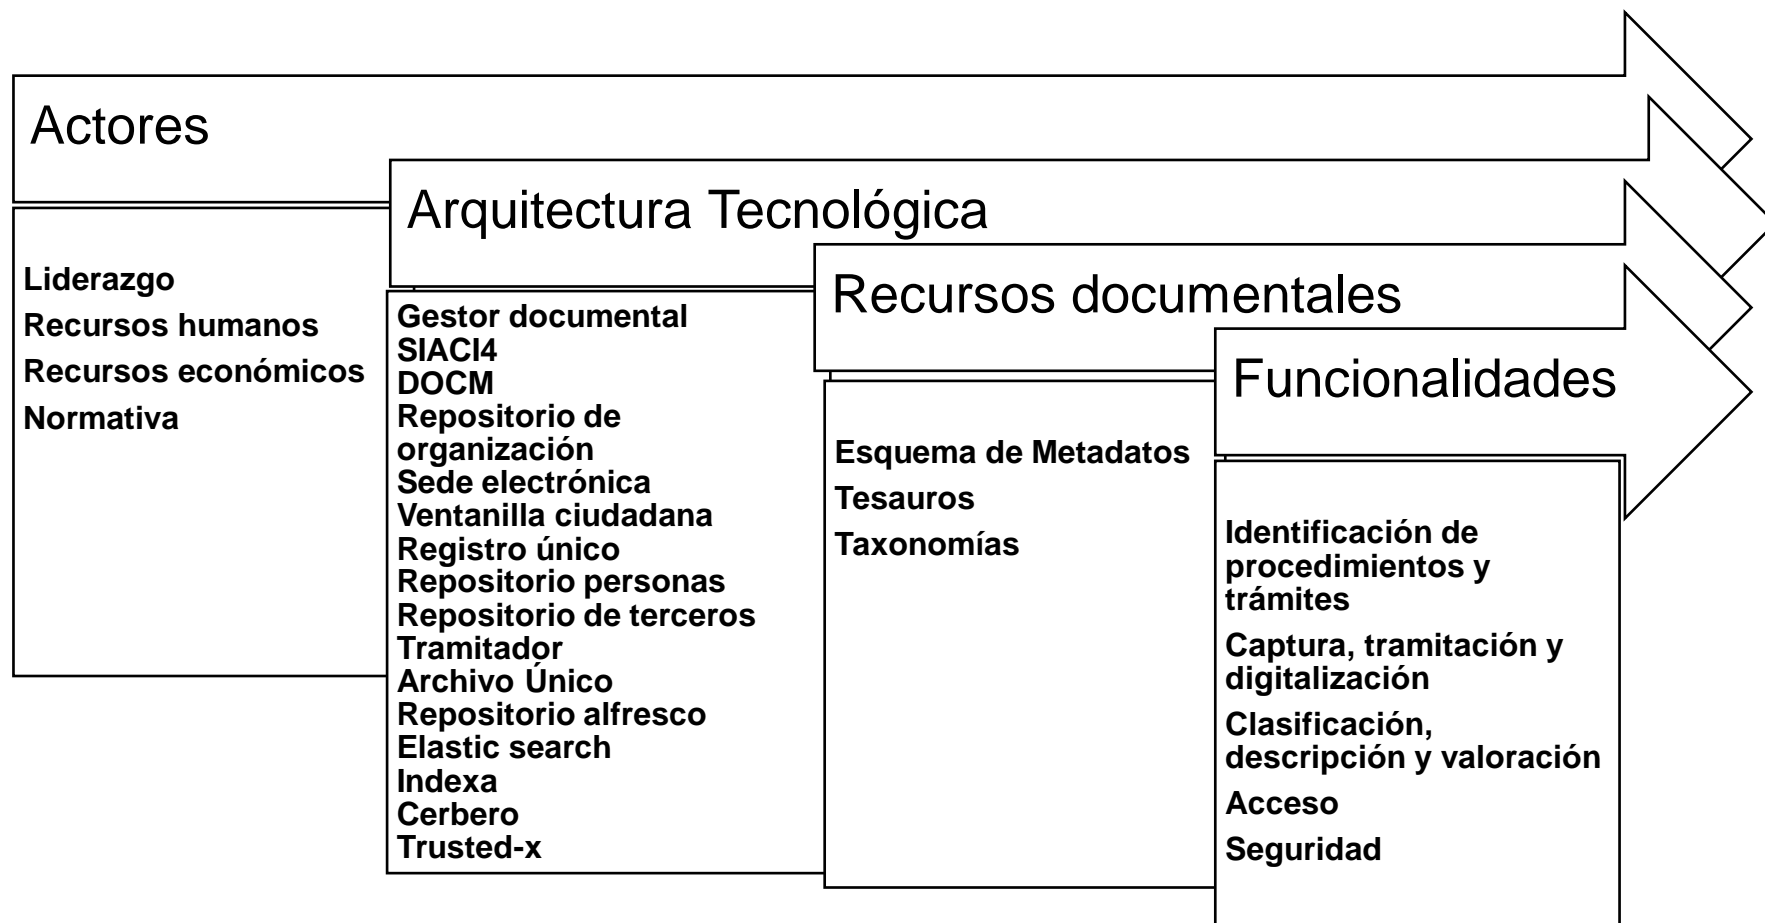 Actores
Liderazgo
Recursos humanos
Recursos económicos
Normativa
Arquitectura Tecnológica
Gestor documental
SIACI4
DOCM
Repositorio de
organización
Sede electrónica
Ventanilla ciudadana
Registro único
Repositorio personas
Repositorio de terceros
Tramitador
Archivo Único
Repositorio alfresco
Elastic search
Indexa
Cerbero
Trusted-x
Recursos documentales
Esquema de Metadatos
Tesauros
Taxonomías
Funcionalidades
Identificación de
procedimientos y
trámites
Captura, tramitación y
digitalización
Clasificación,
descripción y valoración
Acceso
Seguridad